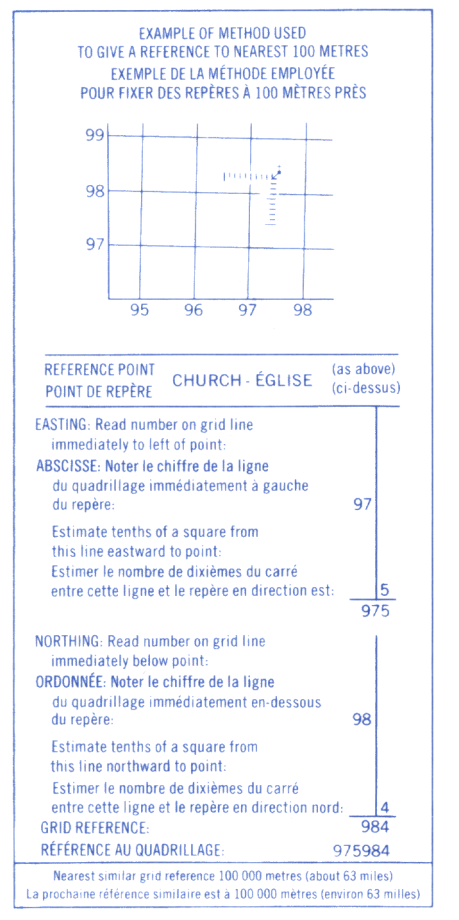 EXAMPLE OF METHOD USED
TO GIVE A REFERENCE TO NEAREST 100 METRES
EXEMPLE DE LA MÉTHODE EMPLOYÉE
POUR FIXER DES REPÈRES À 100 MÈTRES PRÈS
99
98
97
95 96 97 98
REFERENCE POINT
POINT DE REPÈRE
CHURCH - ÉGLISE
(as above)
(ci-dessus)
EASTING: Read number on grid line
immediately to left of point:
ABSCISSE: Noter le chiffre de la ligne
du quadrillage immédiatement à gauche
du repère: 97
Estimate tenths of a square from
this line eastward to point:
Estimer le nombre de dixièmes du carré
entre cette ligne et le repère en direction est: 5
975
NORTHING: Read number on grid line
immediately below point:
ORDONNÉE: Noter le chiffre de la ligne
du quadrillage immédiatement en-dessous
du repère: 98
Estimate tenths of a square from
this line northward to point:
Estimer le nombre de dixièmes du carré
entre cette ligne et le repère en direction nord: 4
GRID REFERENCE: 984
RÉFÉRENCE AU QUADRILLAGE: 975984
Nearest similar grid reference 100 000 metres (about 63 miles)
La prochaine référence similaire est à 100 000 mètres (environ 63 milles)